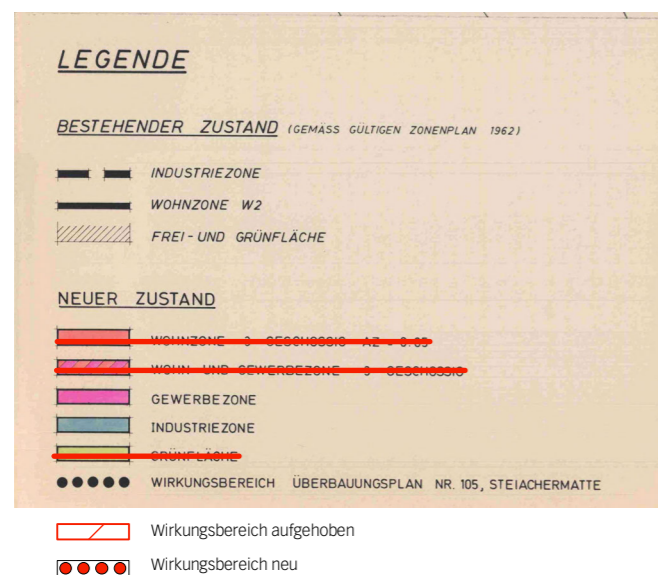 LEGENDE
BESTEHENDER ZUSTAND (GEMÄSS GÜLTIGEN ZONENPLAN 1962)
INDUSTRIEZONE
WOHNZONE W2
FREI- UND GRÜNFLÄCHE
NEUER ZUSTAND
WOHNZONE 3 GESCHOSSIG AZ
WOHN- UND GEWERBEZONE 3 GESCHOSSIG
GEWERBEZONE
INDUSTRIEZONE
GRÜNFLÄCHE
WIRKUNGSBEREICH ÜBERBAUUNGSPLAN NR. 105, STEIACHERMATTE
Wirkungsbereich aufgehoben
Wirkungsbereich neu